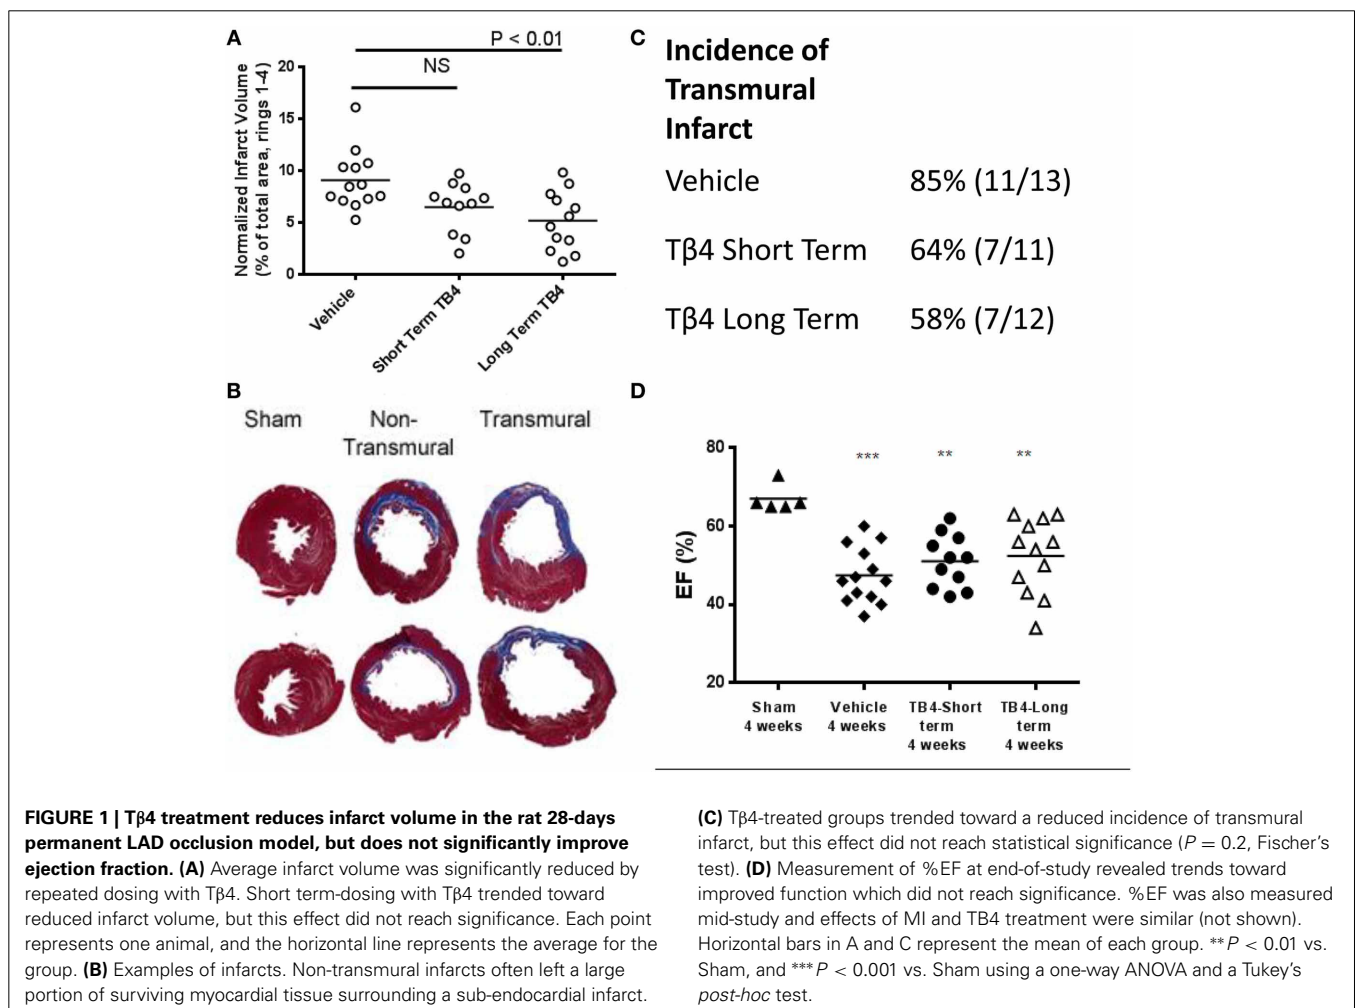 A
P < 0.01
NS
Normalized Infarct Volume
(% of total area, rings 1-4)
20
15
10
5
0
Vehicle
Short Term TB4
Long Term TB4
C
Incidence of
Transmural
Infarct
Vehicle 85% (11/13)
Tβ4 Short Term 64% (7/11)
Tβ4 Long Term 58% (7/12)
B
Sham
Non-
Transmural
Transmural
D
EF (%)
80
60
40
20
***
**
**
Sham
4 weeks
Vehicle
4 weeks
TB4-Short
term
4 weeks
TB4-Long
term
4 weeks
FIGURE 1 | Tβ4 treatment reduces infarct volume in the rat 28-days
permanent LAD occlusion model, but does not significantly improve
ejection fraction. (A) Average infarct volume was significantly reduced by
repeated dosing with Tβ4. Short term-dosing with Tβ4 trended toward
reduced infarct volume, but this effect did not reach significance. Each point
represents one animal, and the horizontal line represents the average for the
group. (B) Examples of infarcts. Non-transmural infarcts often left a large
portion of surviving myocardial tissue surrounding a sub-endocardial infarct.
(C) Tβ4-treated groups trended toward a reduced incidence of transmural
infarct, but this effect did not reach statistical significance (P = 0.2, Fischer's
test). (D) Measurement of %EF at end-of-study revealed trends toward
improved function which did not reach significance. %EF was also measured
mid-study and effects of MI and TB4 treatment were similar (not shown).
Horizontal bars in A and C represent the mean of each group. **P < 0.01 vs.
Sham, and ***P < 0.001 vs. Sham using a one-way ANOVA and a Tukey's
post-hoc test.